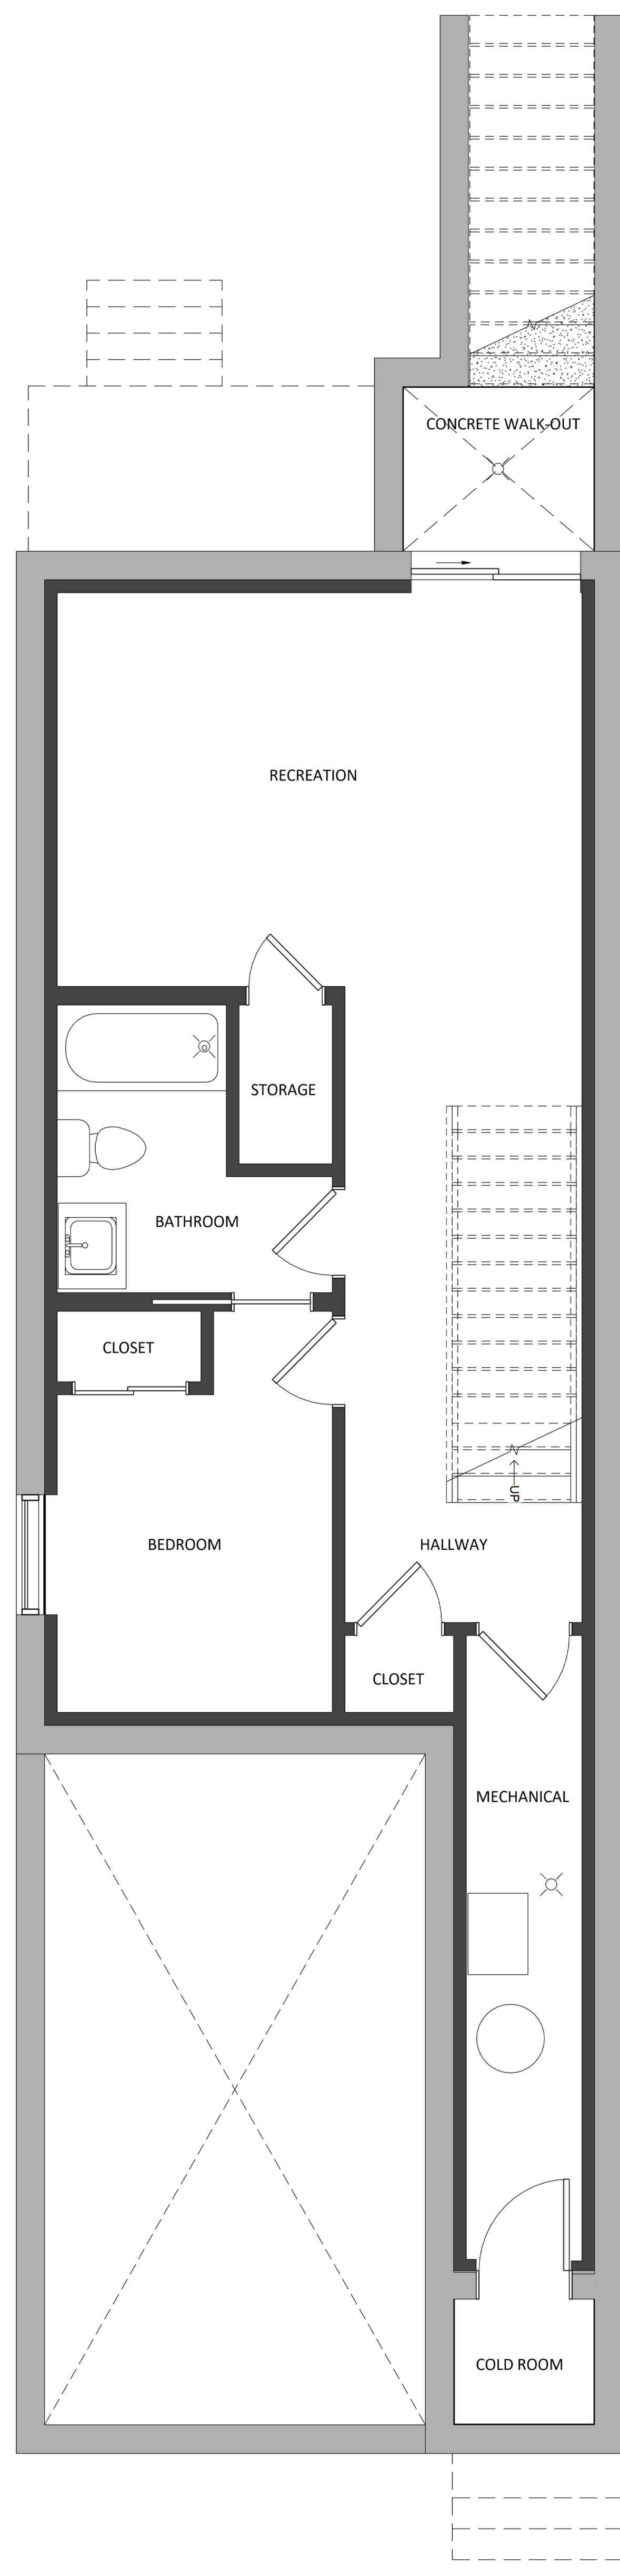 CONCRETE WALK-OUT
RECREATION
STORAGE
BATHROOM
CLOSET
UP
BEDROOM
HALLWAY
CLOSET
MECHANICAL
COLD ROOM